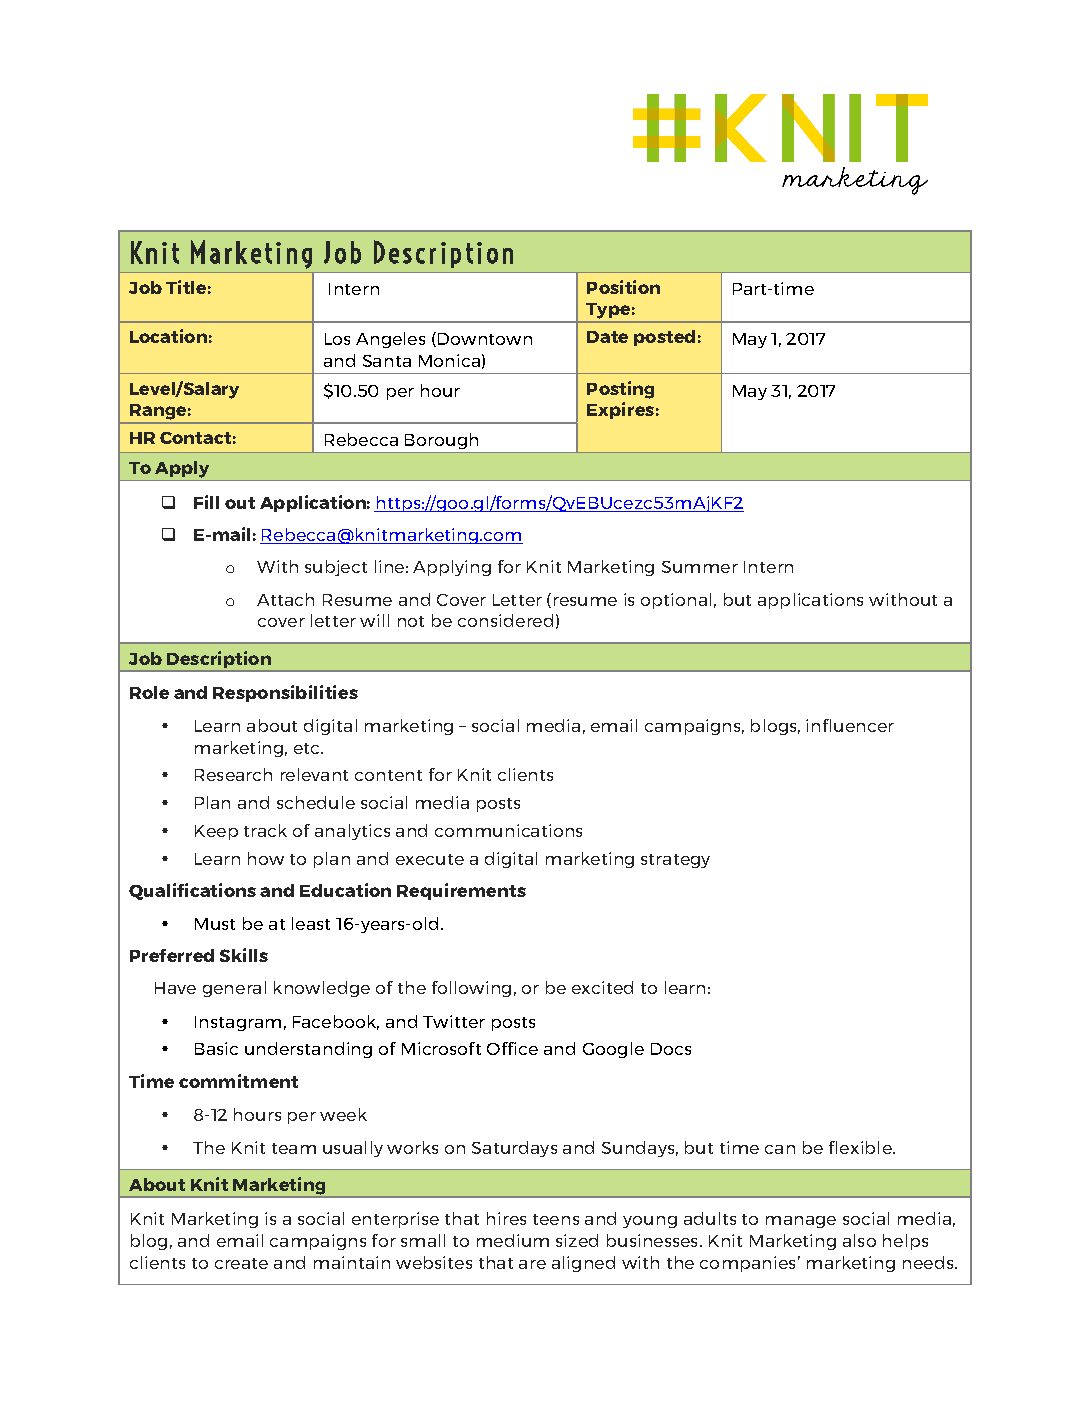 #KNIT
marketing
Knit Marketing Job Description
Job Title:
Intern
Position
Type:
Part-time
Location:
Los Angeles (Downtown
and Santa Monica)
Date posted:
May 1, 2017
Level/Salary
Range:
$10.50 per hour
Posting
Expires:
May 31, 2017
HR Contact:
Rebecca Borough
To Apply
❑ Fill out Application: https://goo.gl/forms/QvEBUcezc53mAjKF2
❑ E-mail: Rebecca@knitmarketing.com
o With subject line: Applying for Knit Marketing Summer Intern
o Attach Resume and Cover Letter (resume is optional, but applications without a
cover letter will not be considered)
Job Description
Role and Responsibilities
• Learn about digital marketing – social media, email campaigns, blogs, influencer
marketing, etc.
• Research relevant content for Knit clients
• Plan and schedule social media posts
• Keep track of analytics and communications
• Learn how to plan and execute a digital marketing strategy
Qualifications and Education Requirements
• Must be at least 16-years-old.
Preferred Skills
Have general knowledge of the following, or be excited to learn:
• Instagram, Facebook, and Twitter posts
• Basic understanding of Microsoft Office and Google Docs
Time commitment
• 8-12 hours per week
• The Knit team usually works on Saturdays and Sundays, but time can be flexible.
About Knit Marketing
Knit Marketing is a social enterprise that hires teens and young adults to manage social media,
blog, and email campaigns for small to medium sized businesses. Knit Marketing also helps
clients to create and maintain websites that are aligned with the companies’ marketing needs.